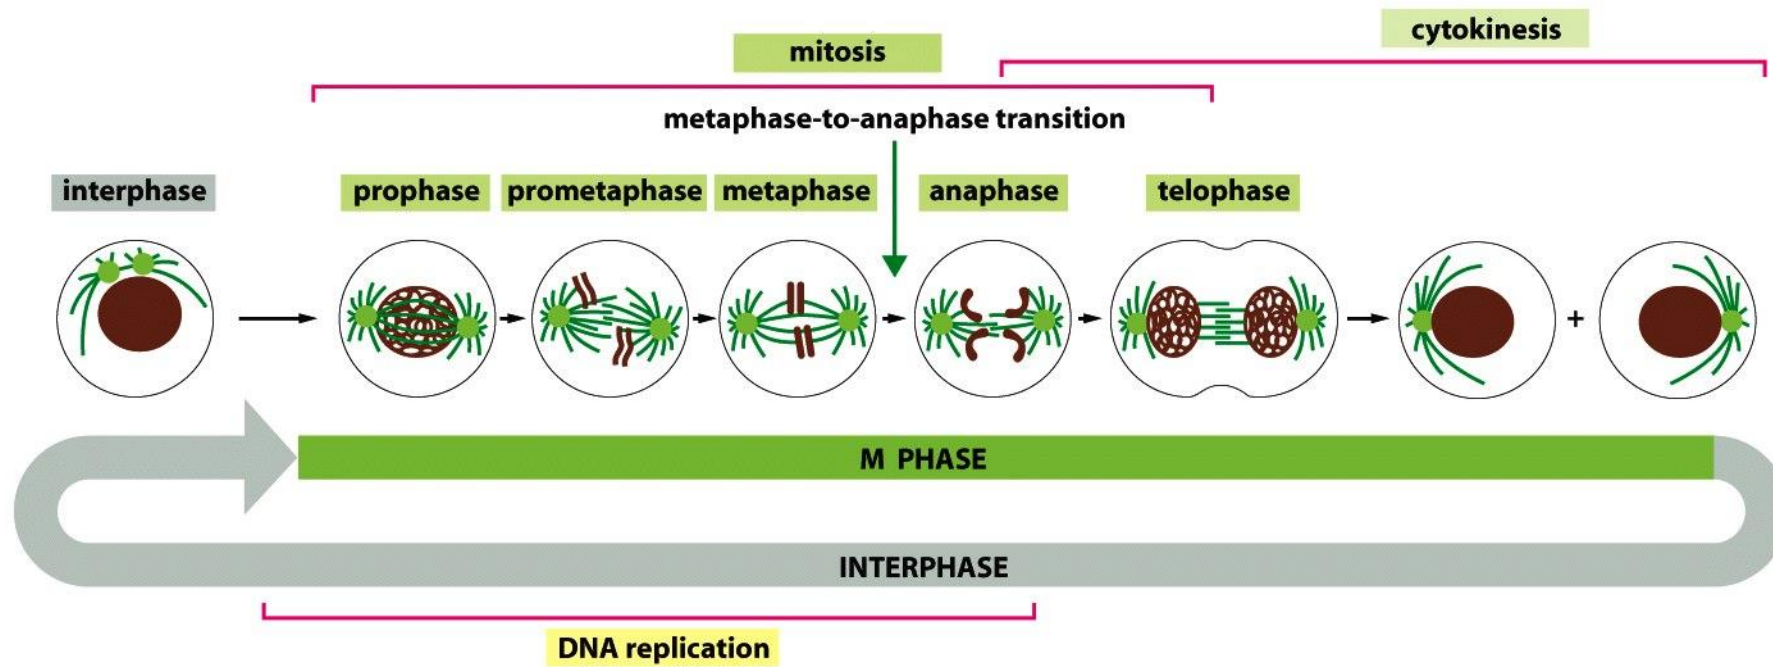 cytokinesis
mitosis
metaphase-to-anaphase transition
interphase
prophase
prometaphase
metaphase
anaphase
telophase
+
M PHASE
INTERPHASE
DNA replication